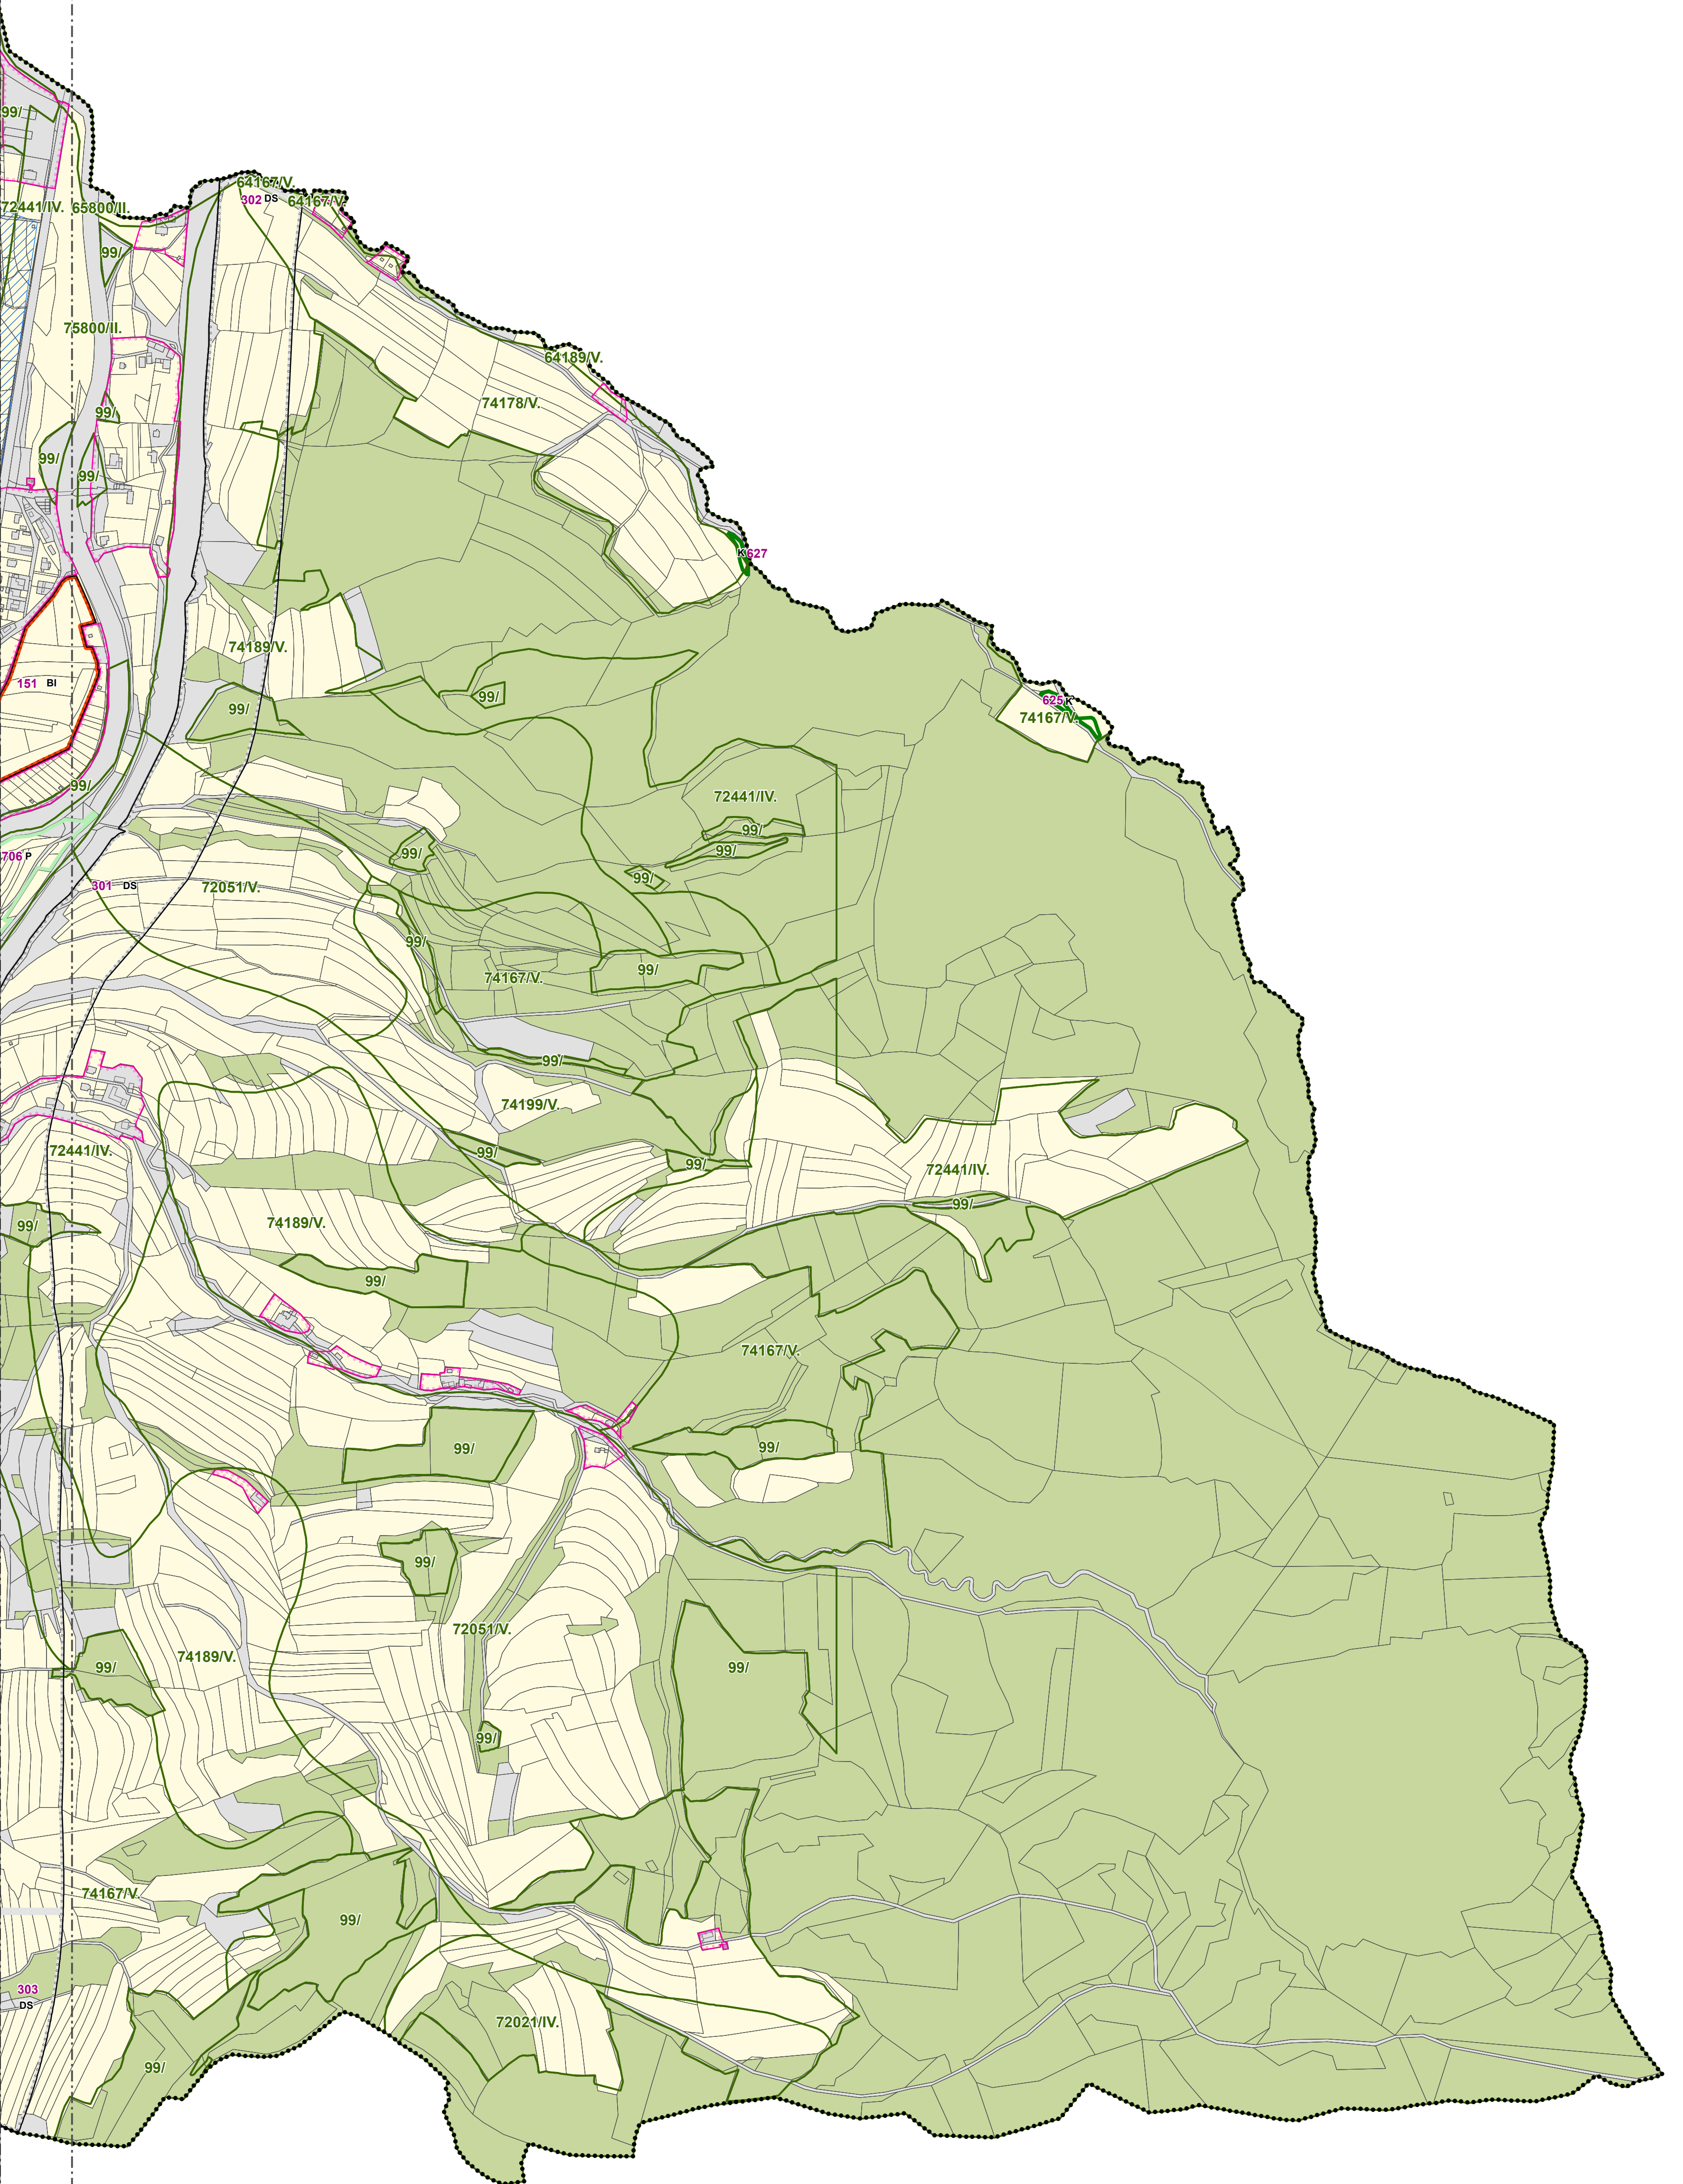 99/
64167/V.
302 DS
64167/V.
72441/IV.
65800/II.
99/
75800/II.
64189/V.
74178/V.
99/
99/
99/
K 627
74189/V.
151 BI
99/
99/
625 K
74167/V.
99/
72441/IV.
99/
99/
706 P
99/
99/
301 DS
72051/V.
99/
99/
74167/V.
99/
74199/V.
72441/IV.
99/
99/
72441/IV.
99/
99/
74189/V.
99/
74167/V.
99/
99/
99/
72051/V.
74189/V.
99/
99/
99/
74167/V.
99/
303
DS
72021/IV.
99/